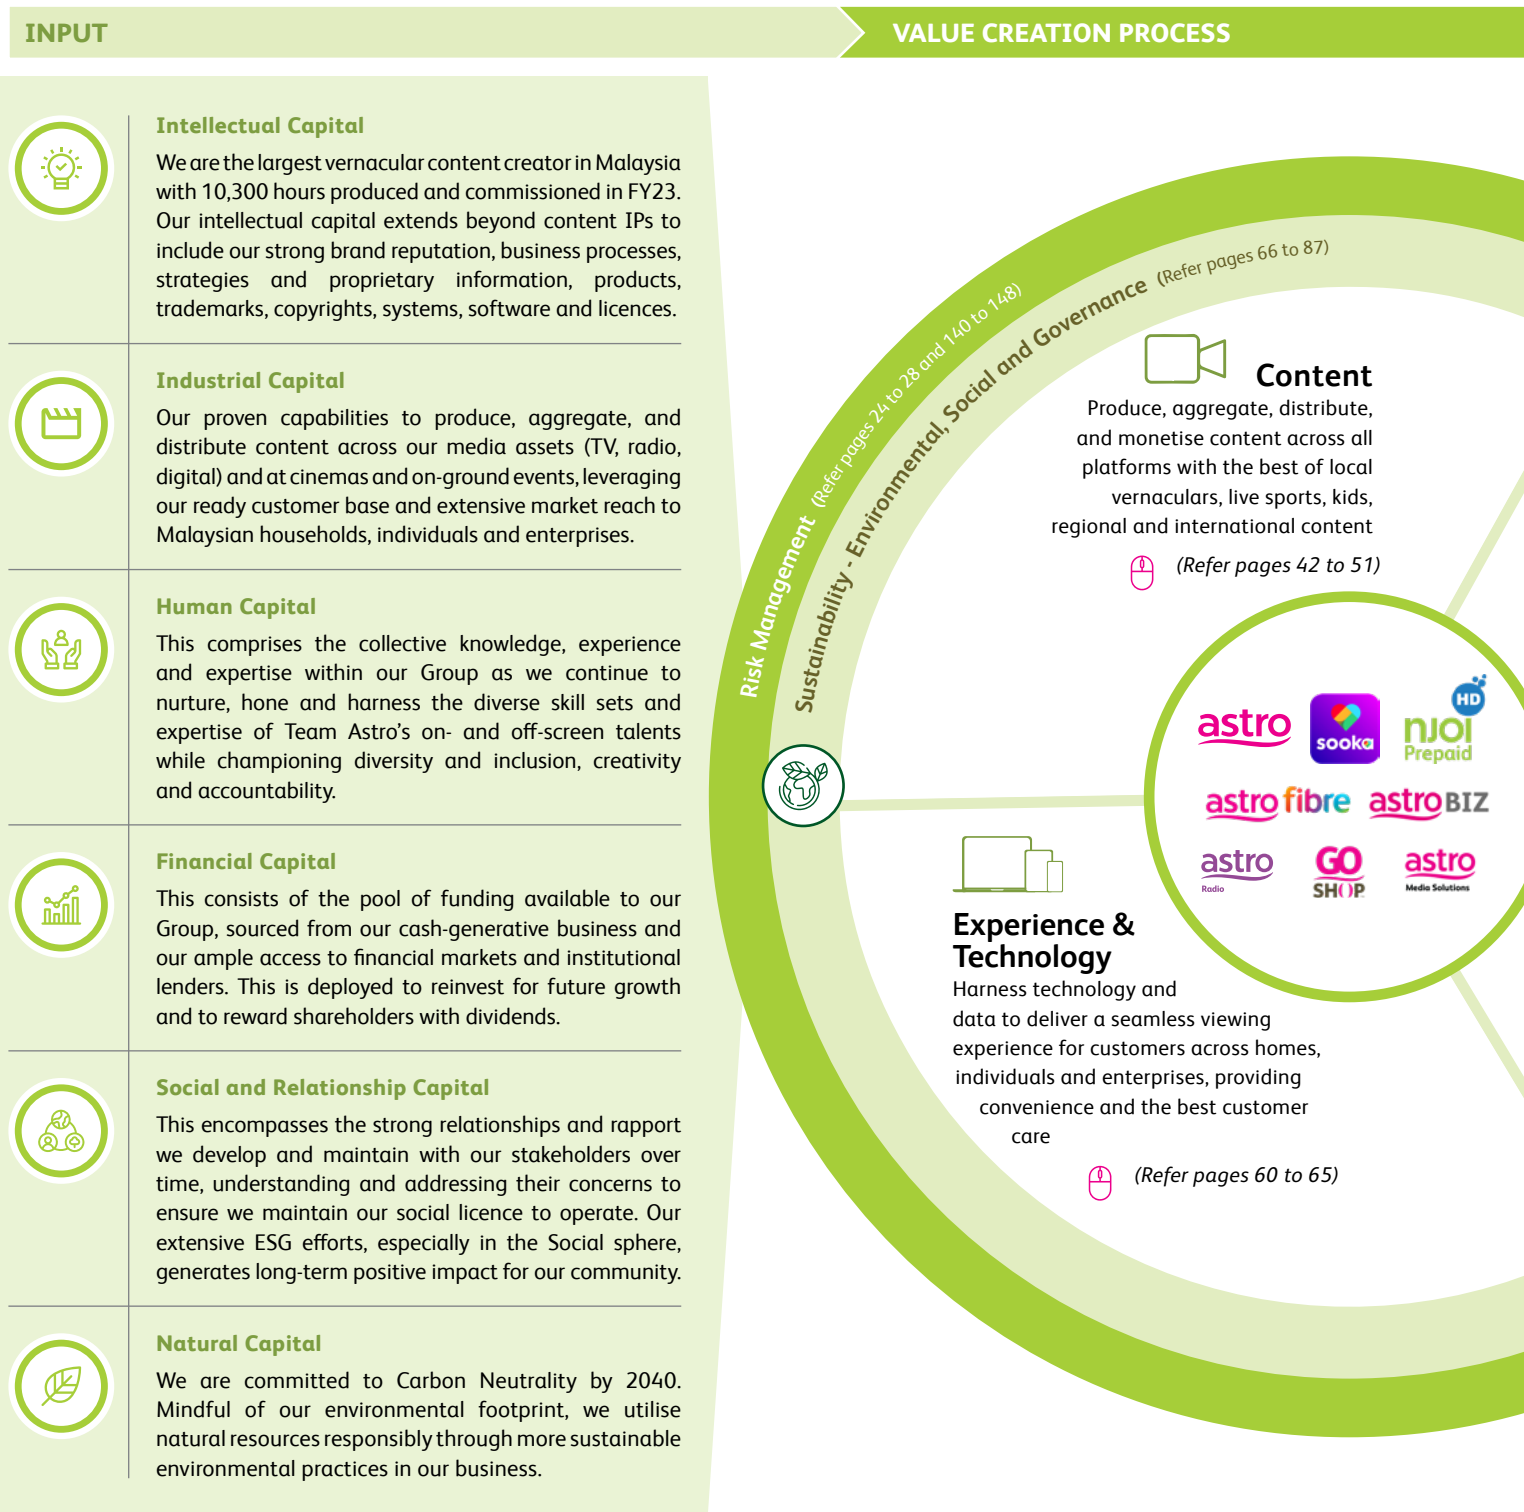 INPUT
VALUE CREATION PROCESS
Intellectual Capital
We are the largest vernacular content creator in Malaysia
with 10,300 hours produced and commissioned in FY23.
Our intellectual capital extends beyond content IPs to
include our strong brand reputation, business processes,
strategies and proprietary information, products,
trademarks, copyrights, systems, software and licences.
Industrial Capital
Our proven capabilities to produce, aggregate, and
distribute content across our media assets (TV, radio,
digital) and at cinemas and on-ground events, leveraging
our ready customer base and extensive market reach to
Malaysian households, individuals and enterprises.
Human Capital
This comprises the collective knowledge, experience
and expertise within our Group as we continue to
nurture, hone and harness the diverse skill sets and
expertise of Team Astro's on- and off-screen talents
while championing diversity and inclusion, creativity
and accountability.
Financial Capital
This consists of the pool of funding available to our
Group, sourced from our cash-generative business and
our ample access to financial markets and institutional
lenders. This is deployed to reinvest for future growth
and to reward shareholders with dividends.
Social and Relationship Capital
This encompasses the strong relationships and rapport
we develop and maintain with our stakeholders over
time, understanding and addressing their concerns to
ensure we maintain our social licence to operate. Our
extensive ESG efforts, especially in the Social sphere,
generates long-term positive impact for our community.
Natural Capital
We are committed to Carbon Neutrality by 2040.
Mindful of our environmental footprint, we utilise
natural resources responsibly through more sustainable
environmental practices in our business.
Risk Management (Refer pages 24 to 28 and 140 to 148)
Sustainability - Environmental, Social and Governance (Refer pages 66 to 87)
Content
Produce, aggregate, distribute,
and monetise content across all
platforms with the best of local
vernaculars, live sports, kids,
regional and international content
(Refer pages 42 to 51)
astro
sooka
njoi HD
Prepaid
astro fibre
astro BIZ
astro
Radio
GO
SHOP
astro
Media Solutions
Experience &
Technology
Harness technology and
data to deliver a seamless viewing
experience for customers across homes,
individuals and enterprises, providing
convenience and the best customer
care
(Refer pages 60 to 65)